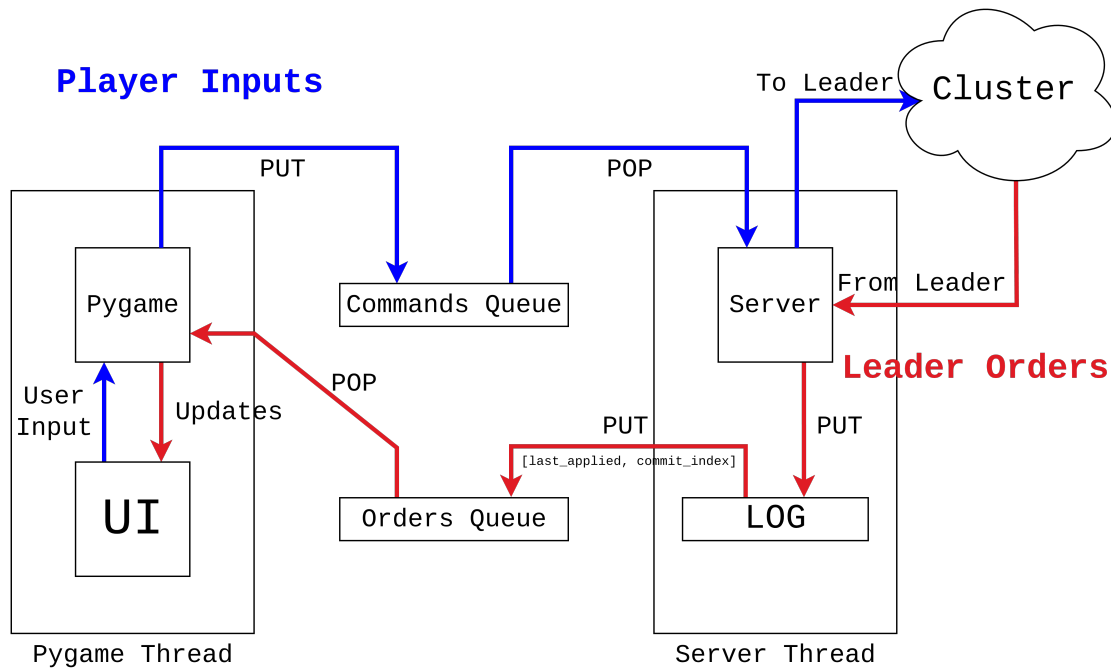 Player Inputs
To Leader
Cluster
PUT
POP
Pygame
Commands Queue
Server
From Leader
Leader Orders
User
Input
Updates
POP
PUT
PUT
[last_applied, commit_index]
UI
Orders Queue
LOG
Pygame Thread
Server Thread